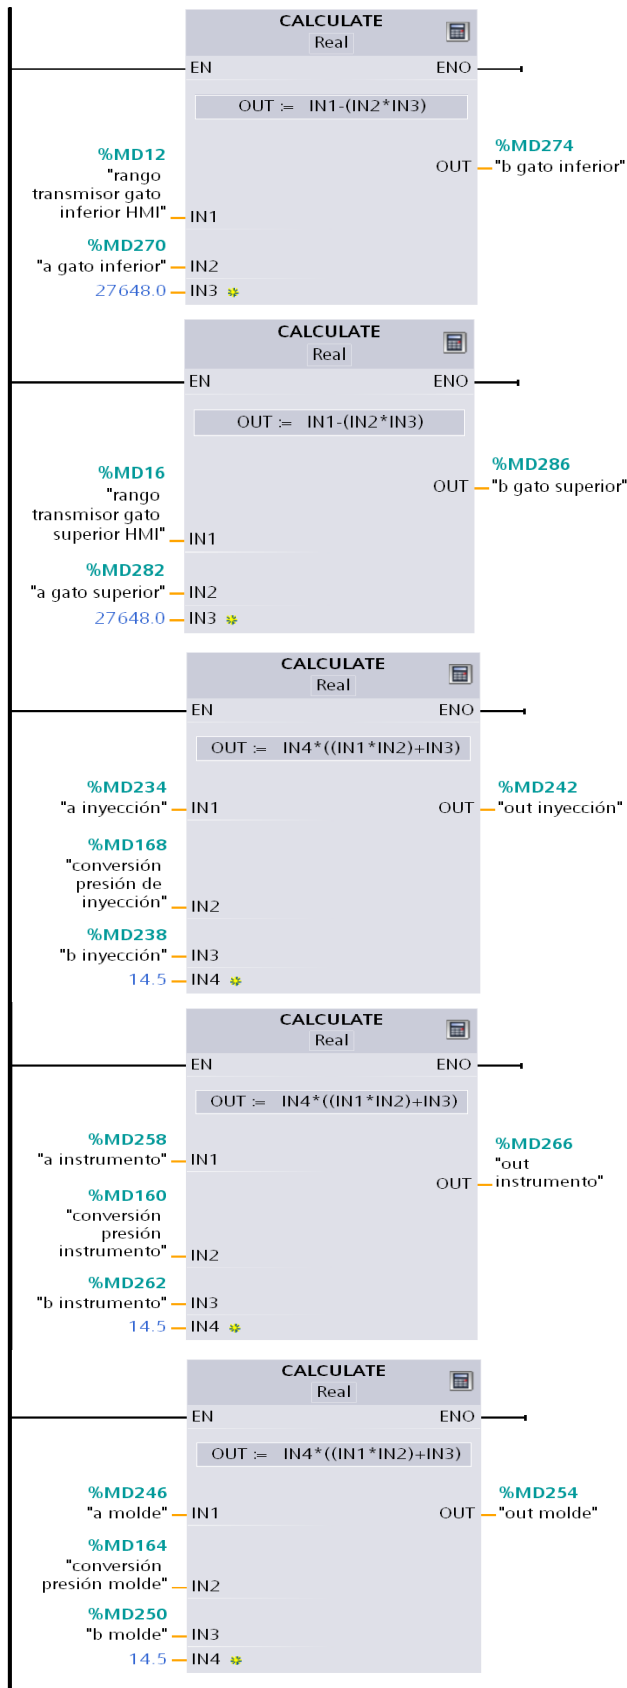 CALCULATE
Real
EN ENO
OUT := IN1-(IN2*IN3)
%MD12
"rango
transmisor gato
inferior HMI" IN1
%MD274
OUT "b gato inferior"
%MD270
"a gato inferior" IN2
27648.0 IN3
CALCULATE
Real
EN ENO
OUT := IN1-(IN2*IN3)
%MD16
"rango
transmisor gato
superior HMI" IN1
%MD286
OUT "b gato superior"
%MD282
"a gato superior" IN2
27648.0 IN3
CALCULATE
Real
EN ENO
OUT := IN4*((IN1*IN2)+IN3)
%MD234 %MD242
"a inyección" IN1 OUT "out inyección"
%MD168
"conversión
presión de
inyección" IN2
%MD238
"b inyección" IN3
14.5 IN4
CALCULATE
Real
EN ENO
OUT := IN4*((IN1*IN2)+IN3)
%MD258
"a instrumento" IN1
%MD266
"out
OUT instrumento"
%MD160
"conversión
presión
instrumento" IN2
%MD262
"b instrumento" IN3
14.5 IN4
CALCULATE
Real
EN ENO
OUT := IN4*((IN1*IN2)+IN3)
%MD246 %MD254
"a molde" IN1 OUT "out molde"
%MD164
"conversión
presión molde" IN2
%MD250
"b molde" IN3
14.5 IN4